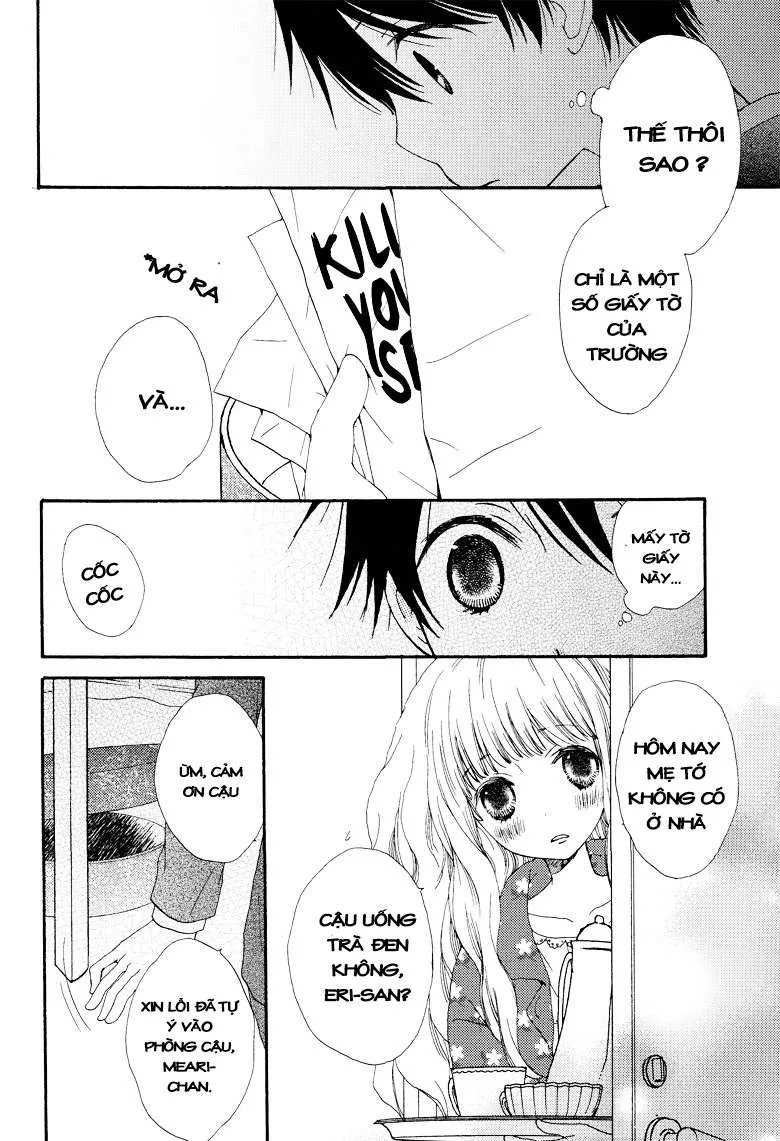 THẾ THÔI
SAO ?
CHỈ LÀ MỘT
SỐ GIẤY TỜ
CỦA
TRƯỜNG
KILL
YOU
SE
*MỞ RA
VÀ...
MẤY TỜ
GIẤY
NÀY...
CỐC
CỐC
HÔM NAY
MẸ TỚ
KHÔNG CÓ
Ở NHÀ
CẬU UỐNG
TRÀ ĐEN
KHÔNG,
ERI-SAN?
ỪM, CẢM
ƠN CẬU
XIN LỖI ĐÃ TỰ
Ý VÀO
PHÒNG CẬU,
MEARI-
CHAN.